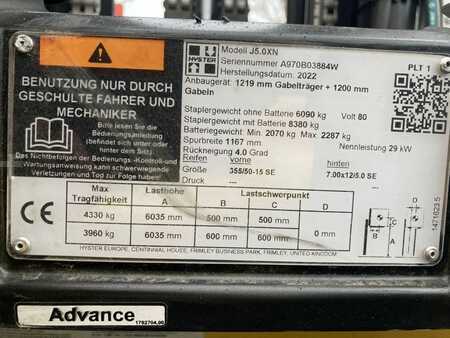 HYSTER
Modell J5.0XN
Seriennummer A970B03884W
Herstellungsdatum 2022
PLT 1
Anbaugerät: 1219 mm Gabelträger + 1200 mm
Gabeln
Staplergewicht ohne Batterie 6090 kg Volt 80
Staplergewicht mit Batterie 8380 kg
Batteriegewicht: Min. 2070 kg Max. 2287 kg
Spurbreite 1167 mm Nennleistung 29 kW
Rückneigung 4.0 Grad
Reifen vorne hinten
Größe 355/50-15 SE 7.00x12/5.0 SE
Druck --- ---
BENUTZUNG NUR DURCH
GESCHULTE FAHRER UND
MECHANIKER
Bitte lesen Sie die
Bedienungsanleitung
(befindet sich hinten
am Sitz).
Das Nichtbefolgen der Bedienungs-, Kontroll-und
Wartungsanweisung kann schwerwiegende
Verletzungen und Tod zur Folge haben.
CE
Max Tragfähigkeit Lasthöhe Lastschwerpunkt
A B C D
4330 kg 6035 mm 500 mm 500 mm
3960 kg 6035 mm 600 mm 600 mm 0 mm
HYSTER EUROPE, CENTENNIAL HOUSE, FRIMLEY BUSINESS PARK, FRIMLEY, UNITED KINGDOM
B D
C
A
Advance
1792704.00